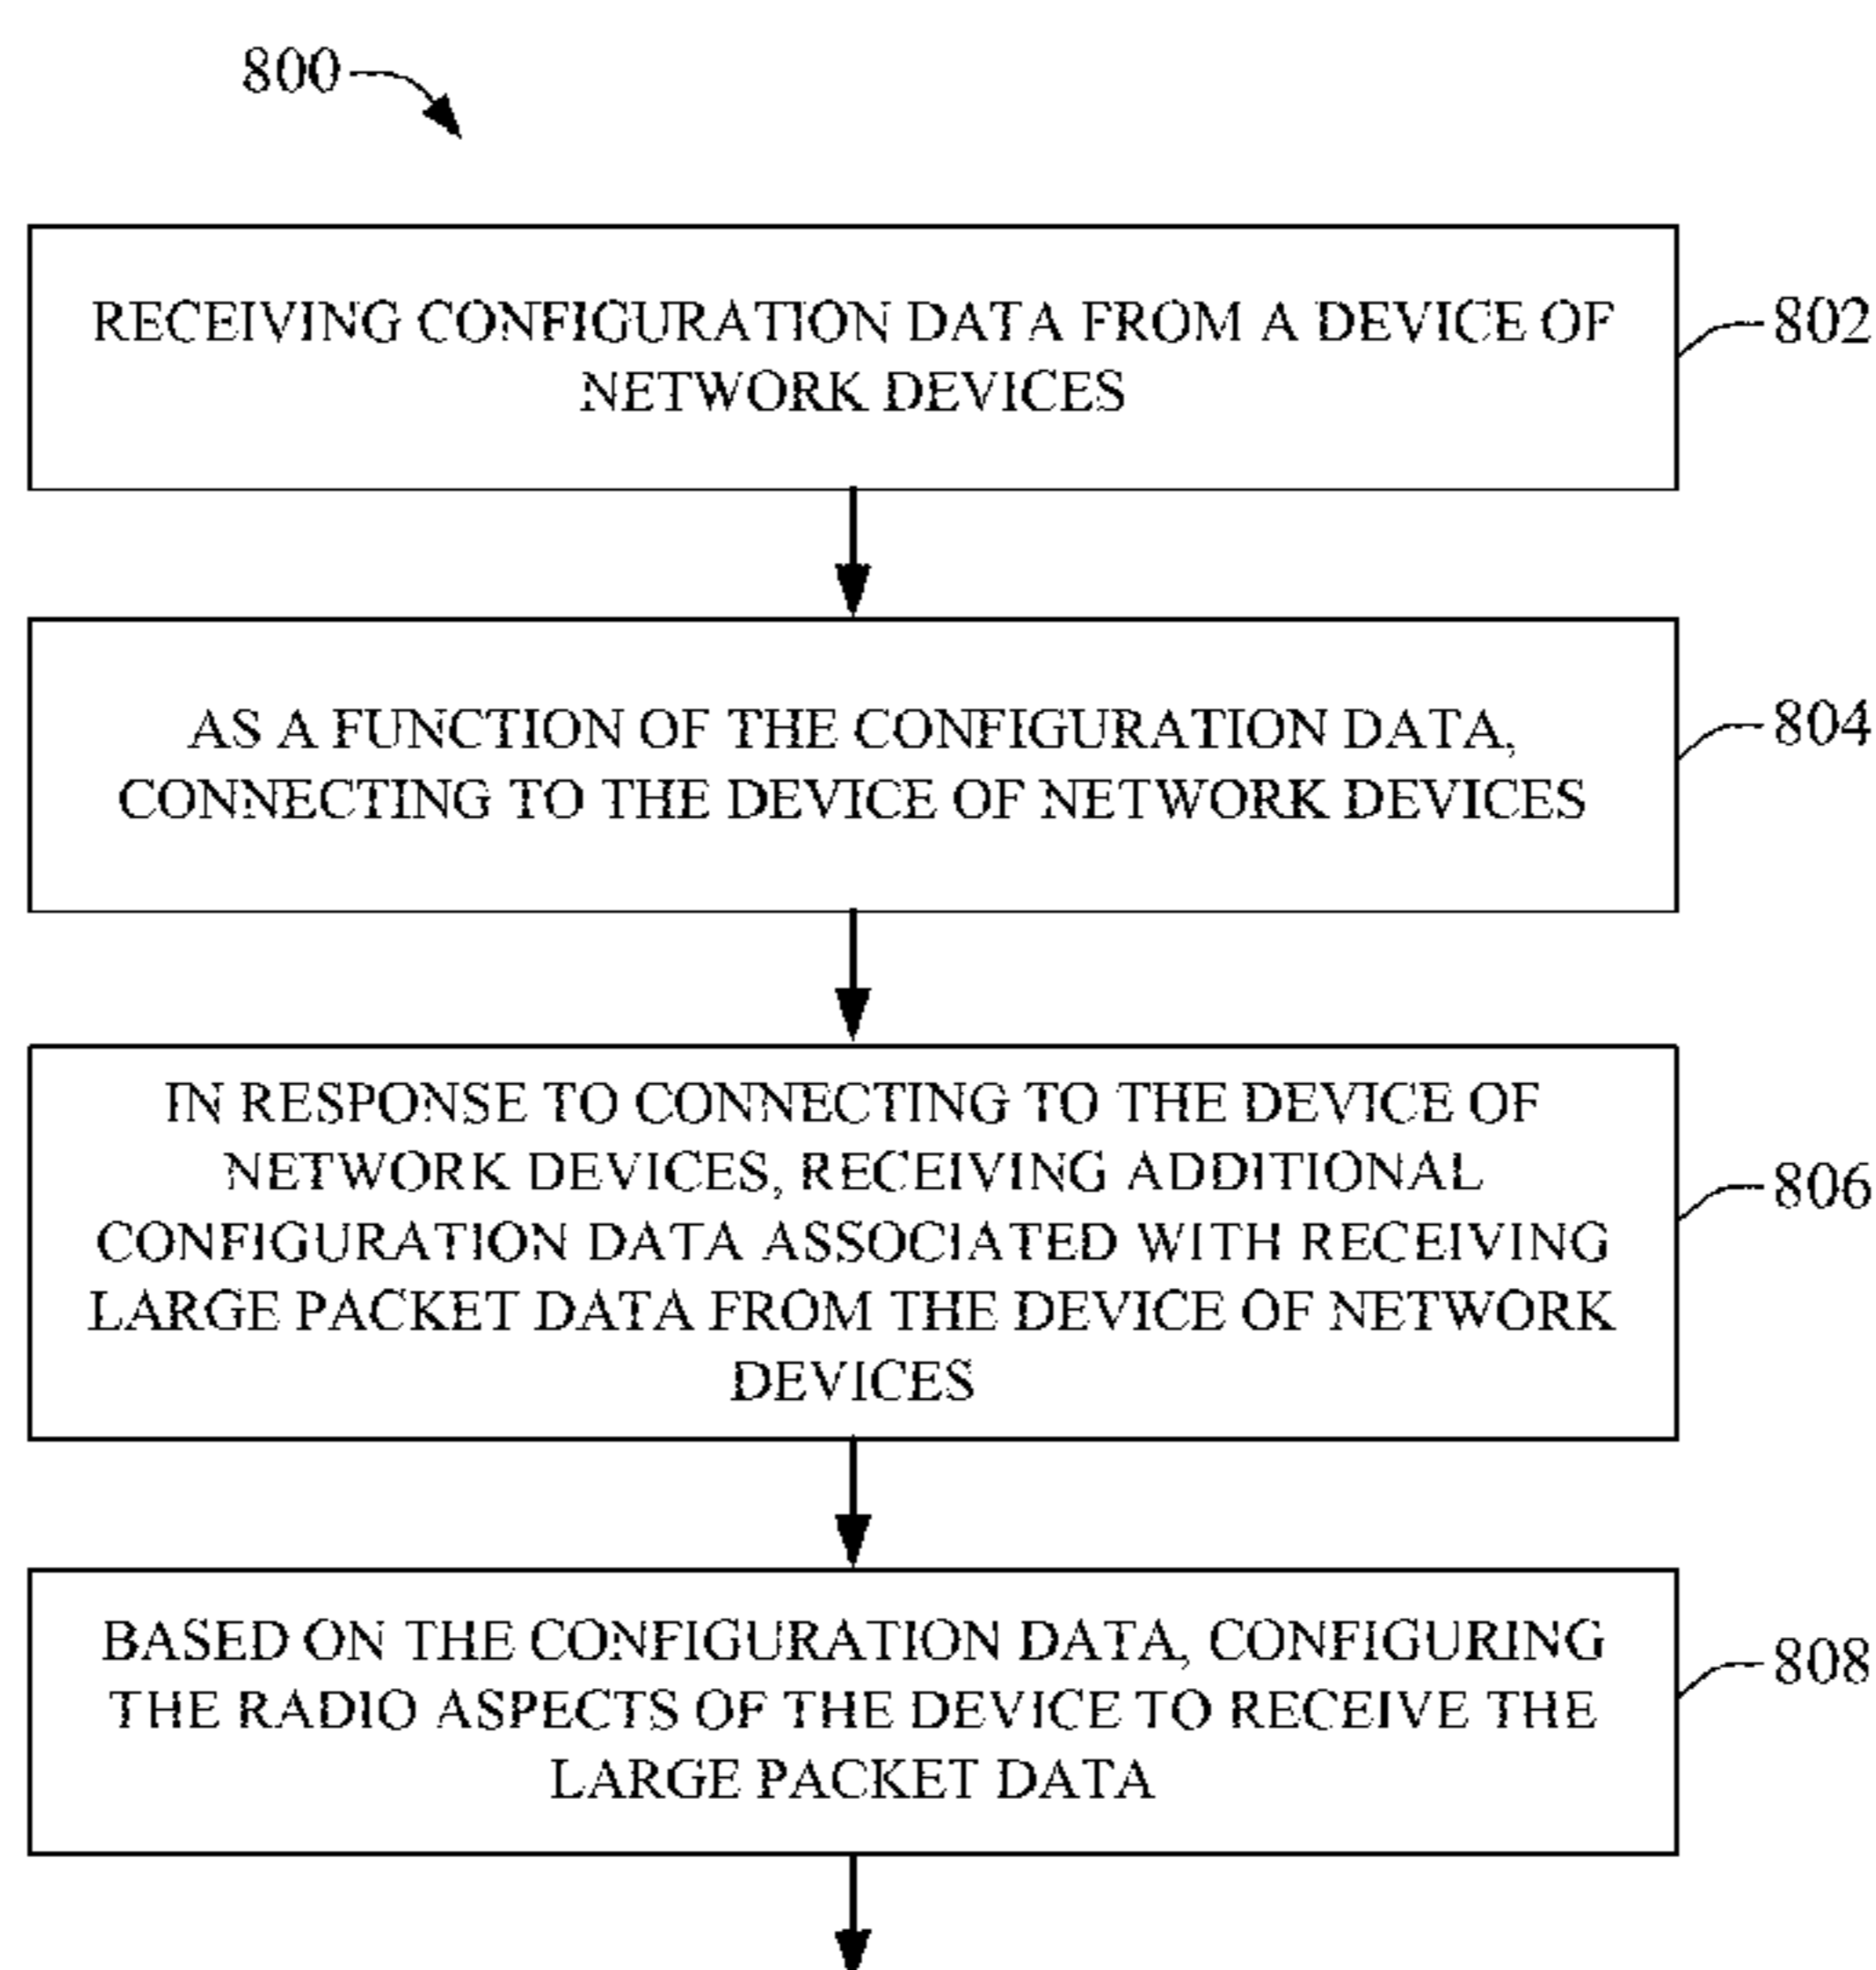 800
RECEIVING CONFIGURATION DATA FROM A DEVICE OF
NETWORK DEVICES
802
AS A FUNCTION OF THE CONFIGURATION DATA,
CONNECTING TO THE DEVICE OF NETWORK DEVICES
804
IN RESPONSE TO CONNECTING TO THE DEVICE OF
NETWORK DEVICES, RECEIVING ADDITIONAL
CONFIGURATION DATA ASSOCIATED WITH RECEIVING
LARGE PACKET DATA FROM THE DEVICE OF NETWORK
DEVICES
806
BASED ON THE CONFIGURATION DATA, CONFIGURING
THE RADIO ASPECTS OF THE DEVICE TO RECEIVE THE
LARGE PACKET DATA
808